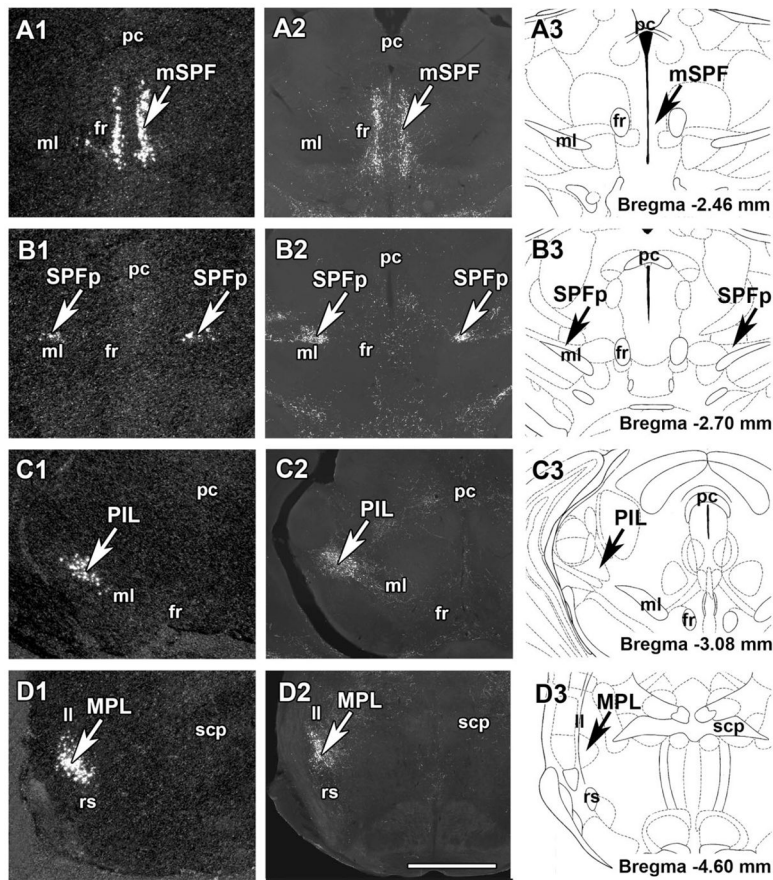 A1
pc
mSPF
fr
ml
A2
pc
mSPF
fr
ml
A3
pc
mSPF
fr
ml
Bregma -2.46 mm
B1
pc
SPFp
SPFp
ml
fr
B2
pc
SPFp
SPFp
ml
fr
B3
pc
SPFp
SPFp
ml
fr
Bregma -2.70 mm
C1
pc
PIL
ml
fr
C2
pc
PIL
ml
fr
C3
pc
PIL
ml
fr
Bregma -3.08 mm
D1
ll
MPL
scp
rs
D2
ll
MPL
scp
rs
D3
ll
MPL
scp
rs
Bregma -4.60 mm